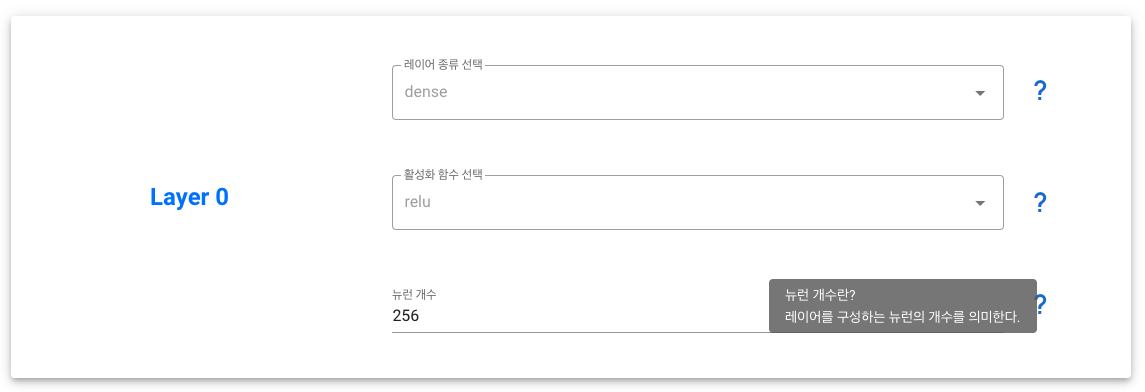 레이어 종류 선택
dense
?
Layer 0
활성화 함수 선택
relu
?
뉴런 개수
256
뉴런 개수란?
레이어를 구성하는 뉴런의 개수를 의미한다.
?